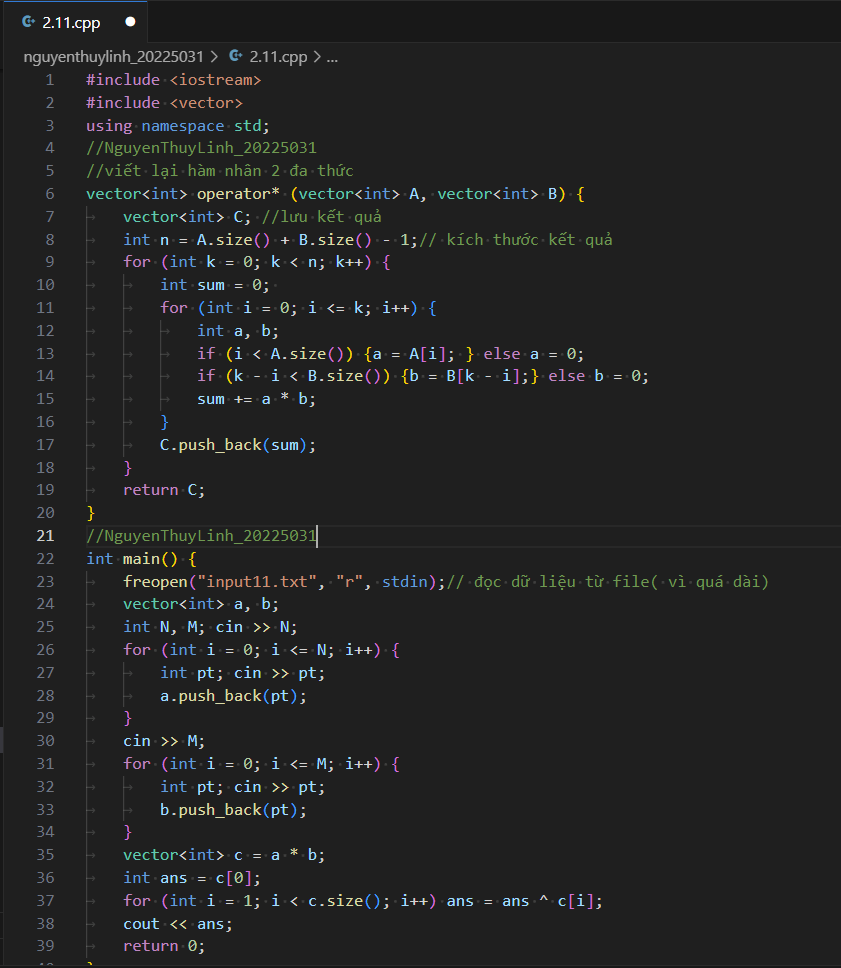 2.11.cpp
nguyenthuylinh_20225031 > 2.11.cpp > ...
1 #include <iostream>
2 #include <vector>
3 using namespace std;
4 //NguyenThuyLinh_20225031
5 //viết lại hàm nhân 2 đa thức
6 vector<int> operator* (vector<int> A, vector<int> B) {
7 vector<int> C; //lưu kết quả
8 int n = A.size() + B.size() - 1;// kích thước kết quả
9 for (int k = 0; k < n; k++) {
10 int sum = 0;
11 for (int i = 0; i <= k; i++) {
12 int a, b;
13 if (i < A.size()) {a = A[i]; } else a = 0;
14 if (k - i < B.size()) {b = B[k - i];} else b = 0;
15 sum += a * b;
16 }
17 C.push_back(sum);
18 }
19 return C;
20 }
21 //NguyenThuyLinh_20225031
22 int main() {
23 freopen("input11.txt", "r", stdin);// đọc dữ liệu từ file( vì quá dài)
24 vector<int> a, b;
25 int N, M; cin >> N;
26 for (int i = 0; i <= N; i++) {
27 int pt; cin >> pt;
28 a.push_back(pt);
29 }
30 cin >> M;
31 for (int i = 0; i <= M; i++) {
32 int pt; cin >> pt;
33 b.push_back(pt);
34 }
35 vector<int> c = a * b;
36 int ans = c[0];
37 for (int i = 1; i < c.size(); i++) ans = ans ^ c[i];
38 cout << ans;
39 return 0;